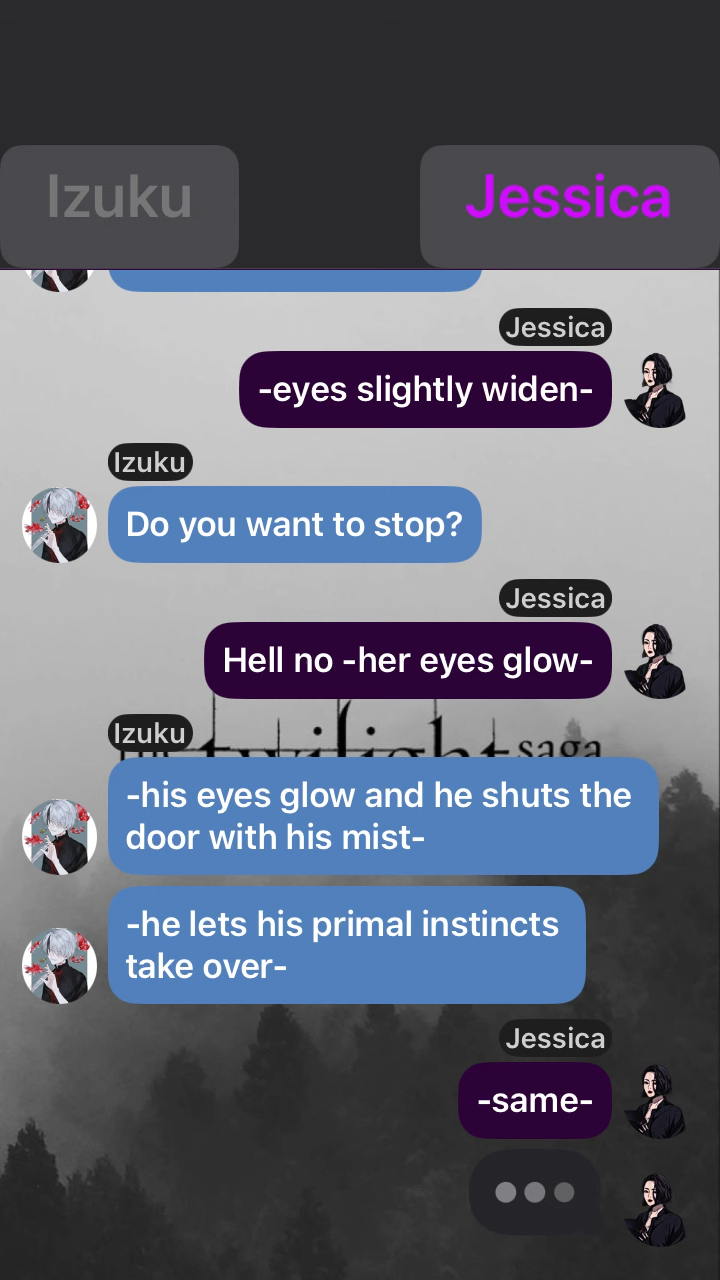 Izuku
Jessica
Jessica
-eyes slightly widen-
Izuku
Do you want to stop?
Jessica
Hell no -her eyes glow-
twilight saga
Izuku
-his eyes glow and he shuts the
door with his mist-
-he lets his primal instincts
take over-
Jessica
-same-